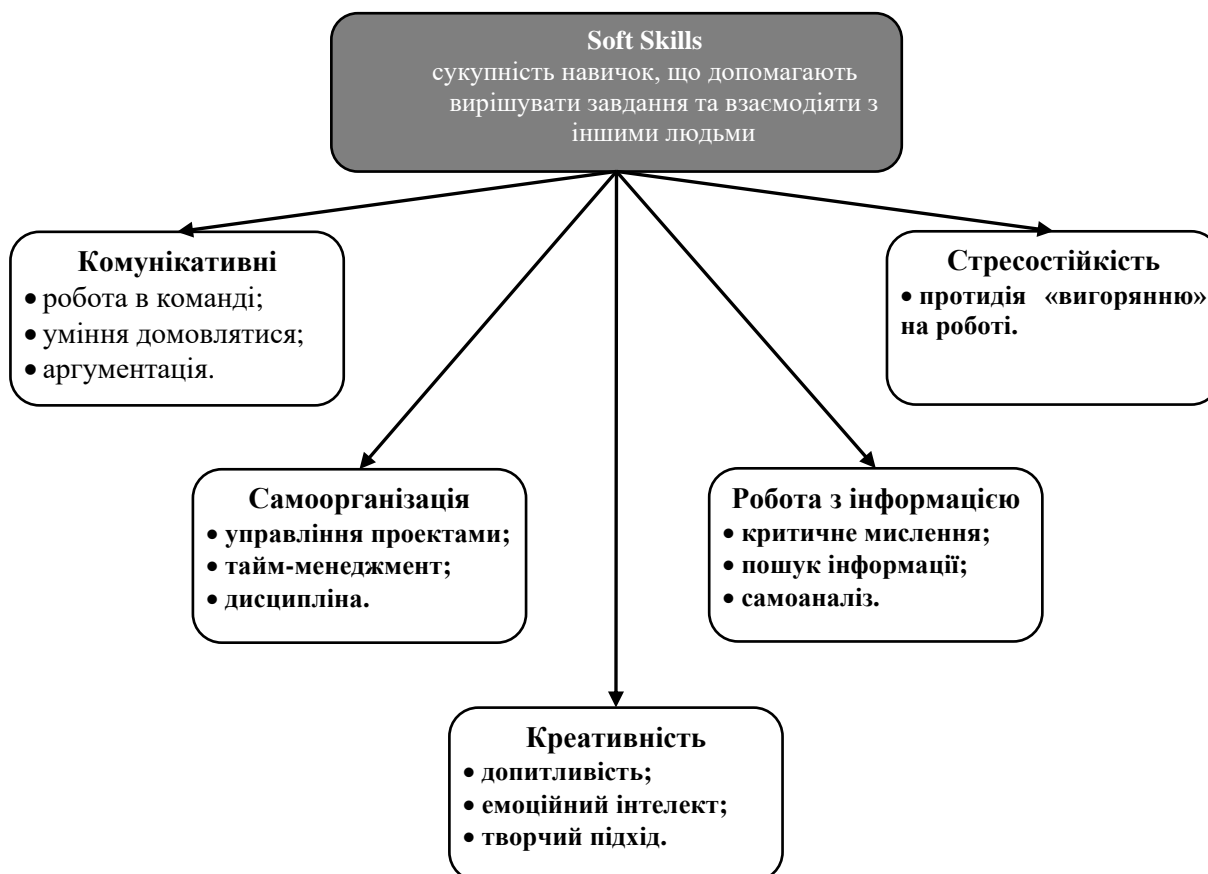 Soft Skills
сукупність навичок, що допомагають
вирішувати завдання та взаємодіяти з
іншими людьми
Комунікативні
• робота в команді;
• уміння домовлятися;
• аргументація.
Стресостійкість
• протидія «вигорянню»
на роботі.
Самоорганізація
• управління проектами;
• тайм-менеджмент;
• дисципліна.
Робота з інформацією
• критичне мислення;
• пошук інформації;
• самоаналіз.
Креативність
• допитливість;
• емоційний інтелект;
• творчий підхід.